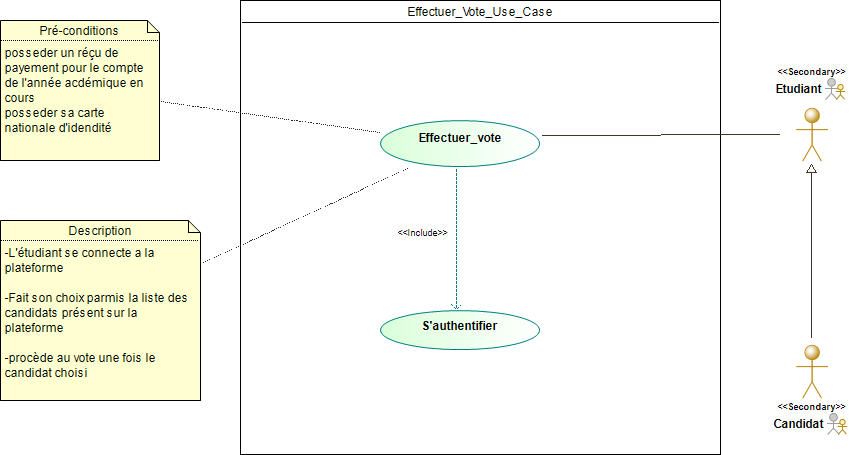 Effectuer_Vote_Use_Case
Pré-conditions
posseder un réçu de
payement pour le compte
de l'année acdémique en
cours
posseder sa carte
nationale d'idendité
<<Secondary>>
Etudiant
Effectuer_vote
Description
-L'étudiant se connecte a la
plateforme
-Fait son choix parmis la liste des
candidats présent sur la
plateforme
-procède au vote une fois le
candidat choisi
<<Include>>
S'authentifier
<<Secondary>>
Candidat